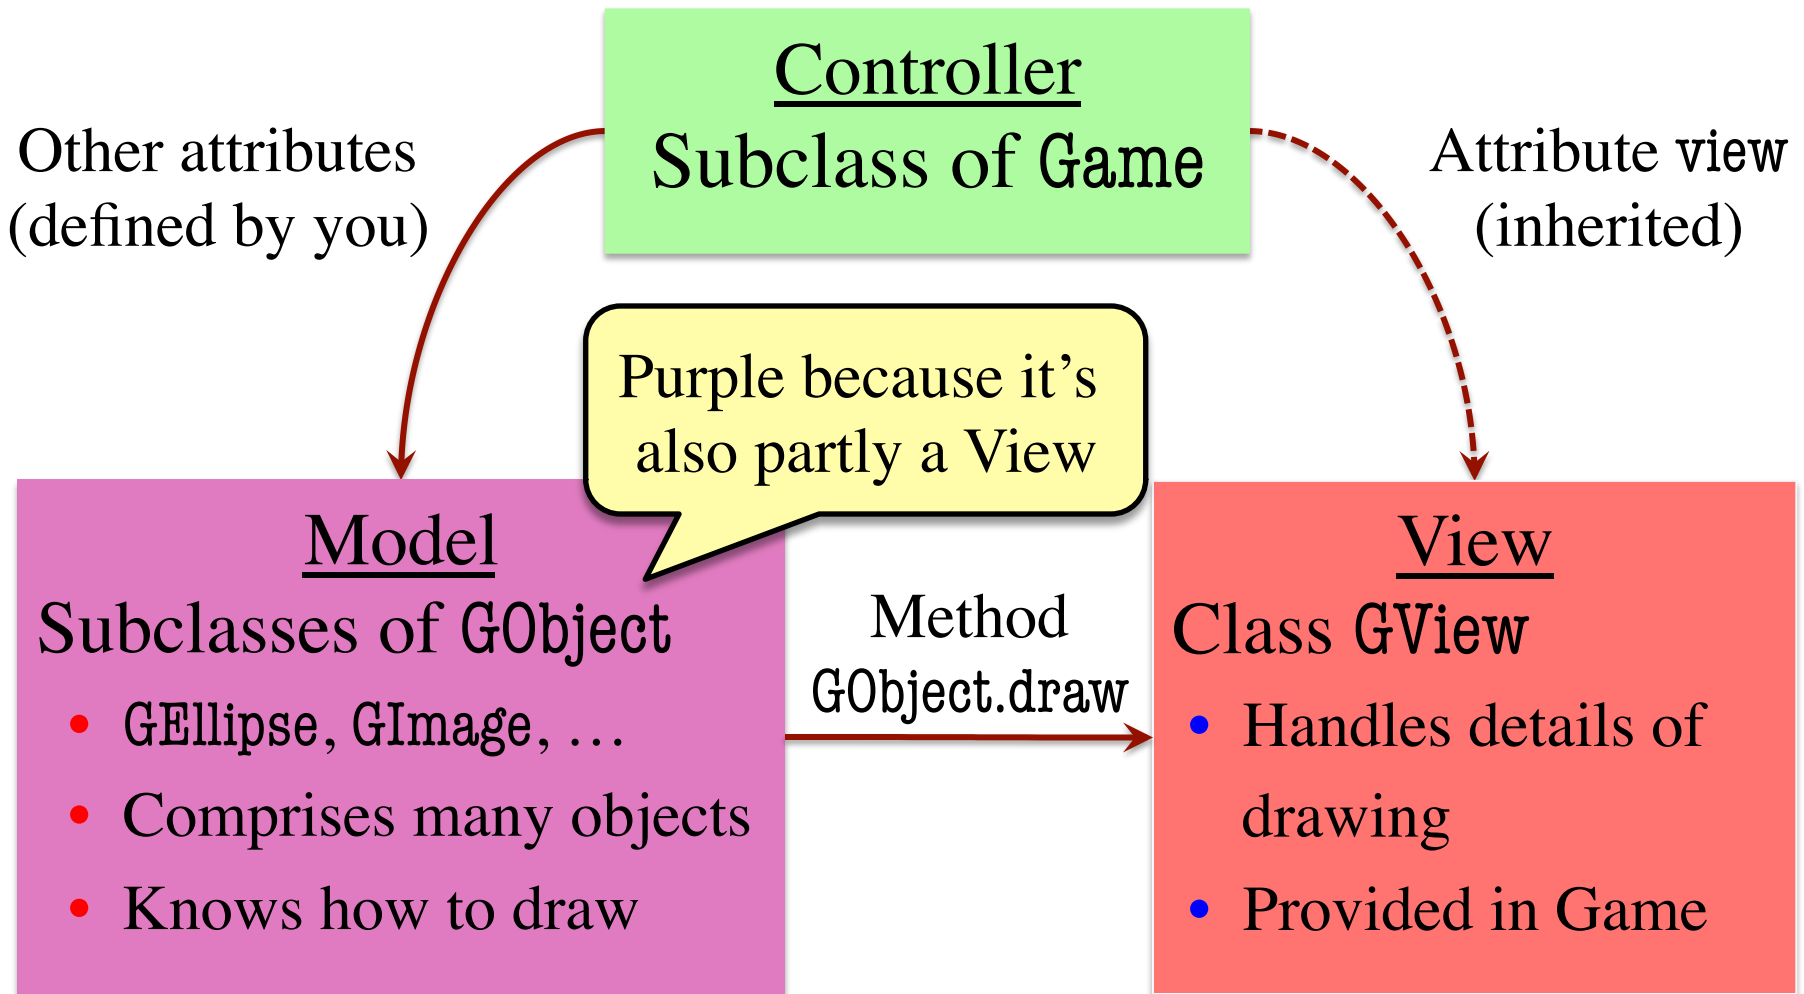 Controller
Subclass of Game
Other attributes
(defined by you)
Attribute view
(inherited)
Purple because it's
also partly a View
Model
Subclasses of GObject
• GEllipse, GImage, …
• Comprises many objects
• Knows how to draw
Method
GObject.draw
View
Class GView
• Handles details of
drawing
• Provided in Game